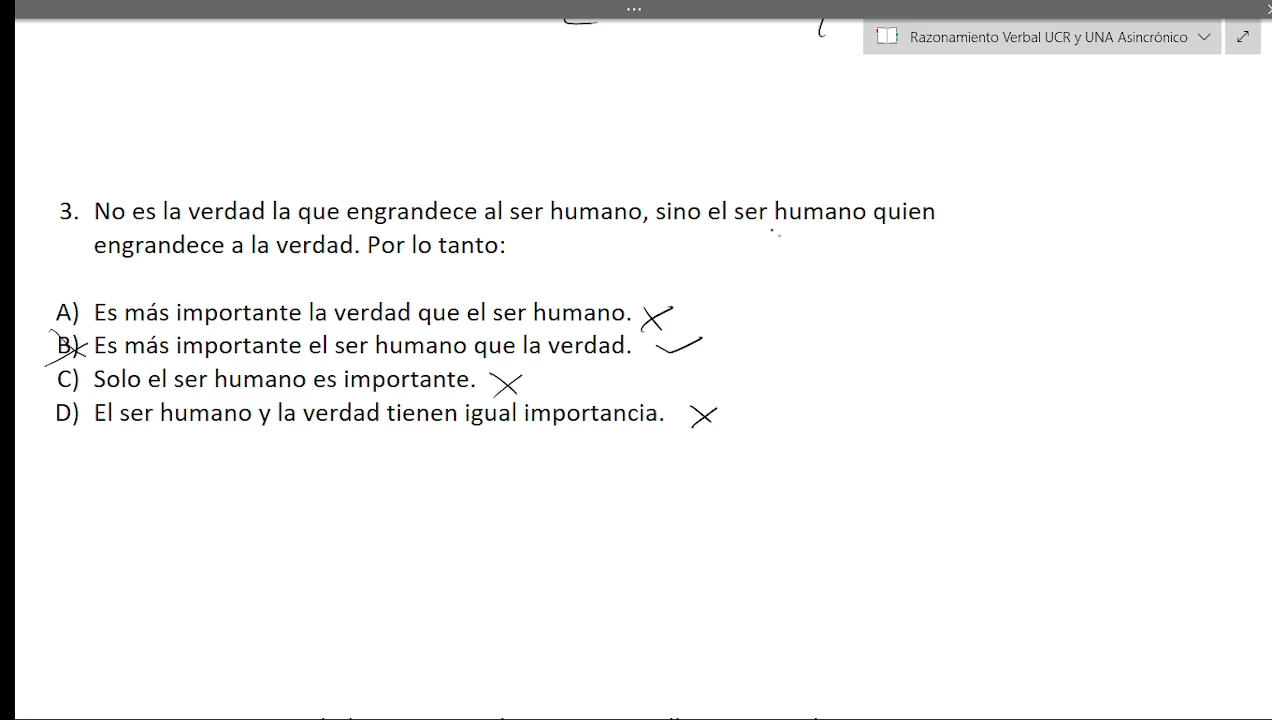 ...
Razonamiento Verbal UCR y UNA Asincrónico
3. No es la verdad la que engrandece al ser humano, sino el ser humano quien
engrandece a la verdad. Por lo tanto:
A) Es más importante la verdad que el ser humano.
B) Es más importante el ser humano que la verdad.
C) Solo el ser humano es importante.
D) El ser humano y la verdad tienen igual importancia.